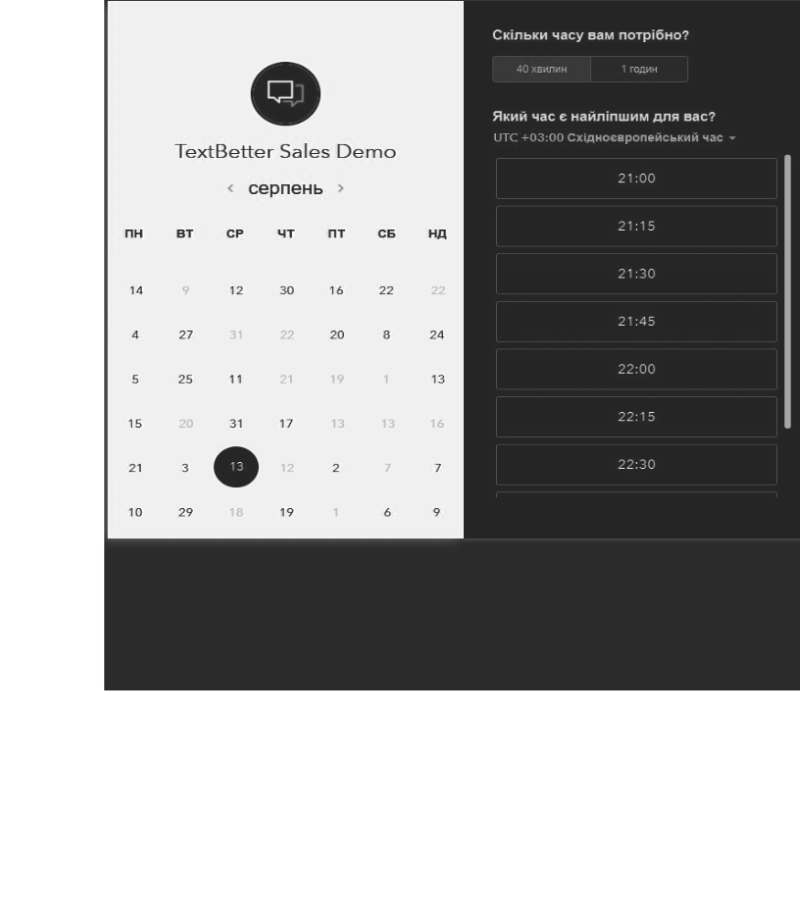 TextBetter Sales Demo
< серпень >
ПН ВТ СР ЧТ ПТ СБ НД
14 9 12 30 16 22 22
4 27 31 22 20 8 24
5 25 11 21 19 1 13
15 20 31 17 13 13 16
21 3 13 12 2 7 7
10 29 18 19 1 6 9
Скільки часу вам потрібно?
40 хвилин 1 годин
Який час є найліпшим для вас?
UTC +03:00 Східноєвропейський час
21:00
21:15
21:30
21:45
22:00
22:15
22:30